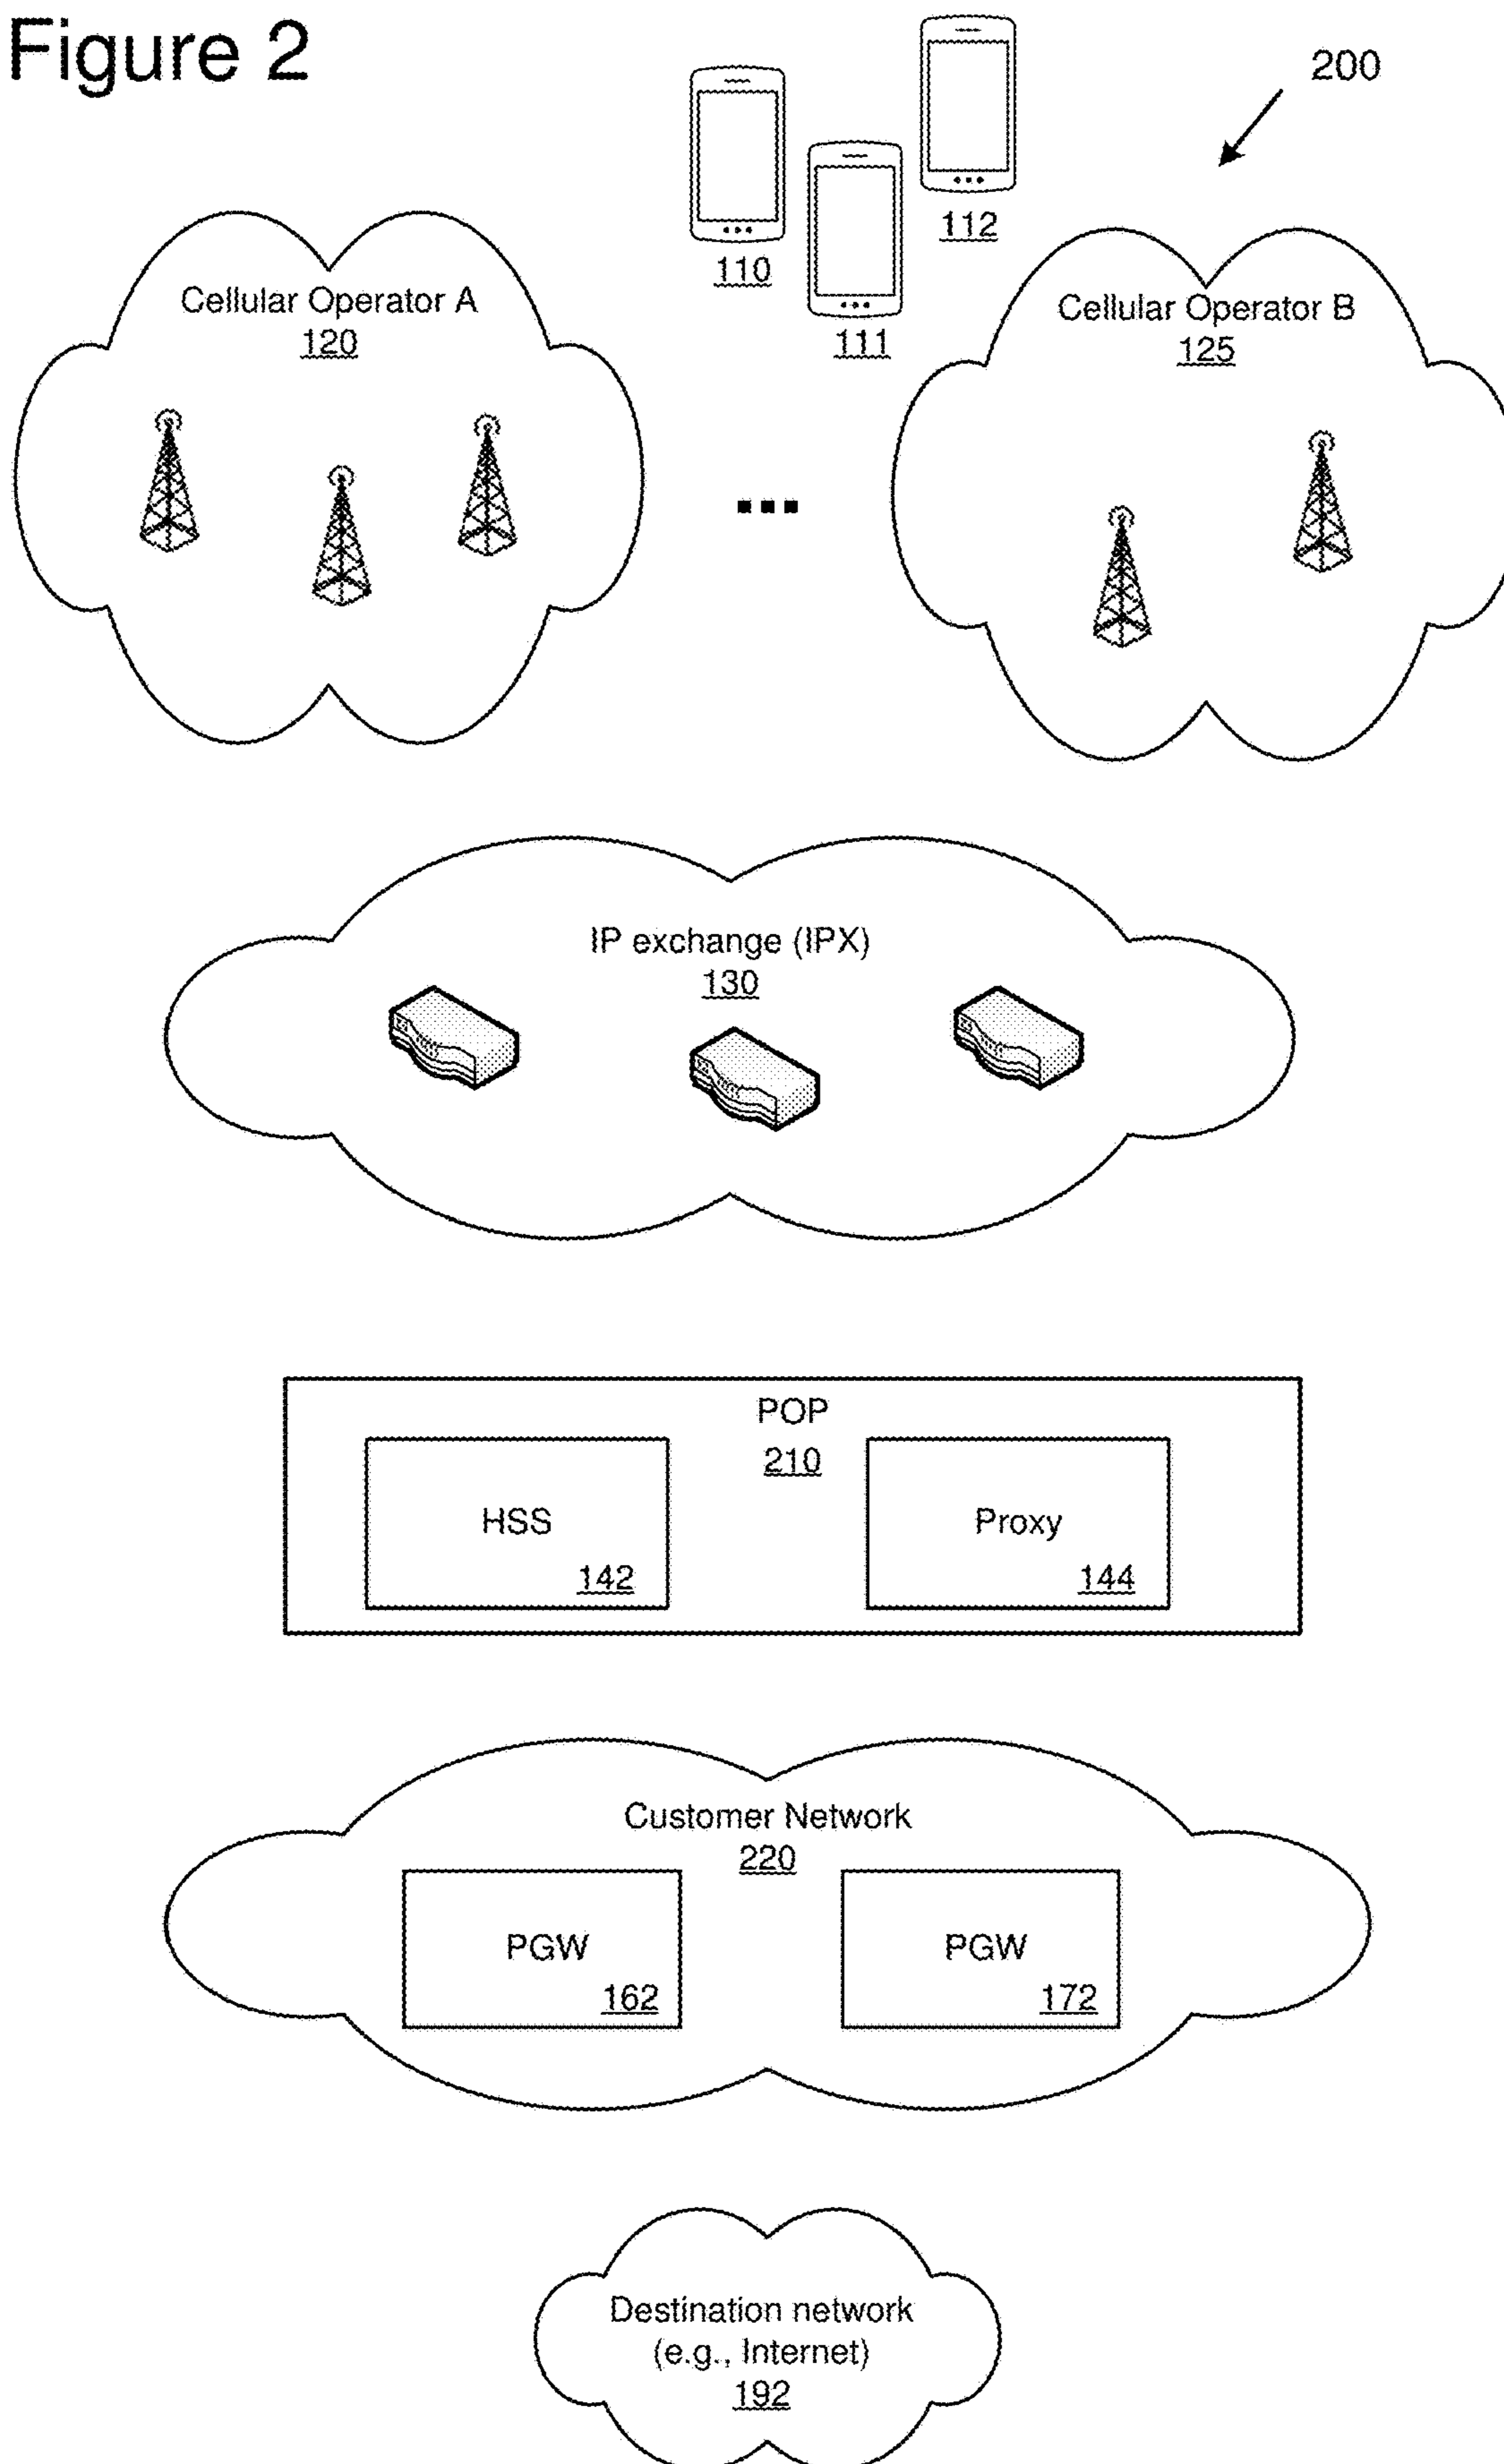 Figure 2
200
110
111
112
Cellular Operator A
120
Cellular Operator B
125
IP exchange (IPX)
130
POP
210
HSS
142
Proxy
144
Customer Network
220
PGW
162
PGW
172
Destination network
(e.g., Internet)
192